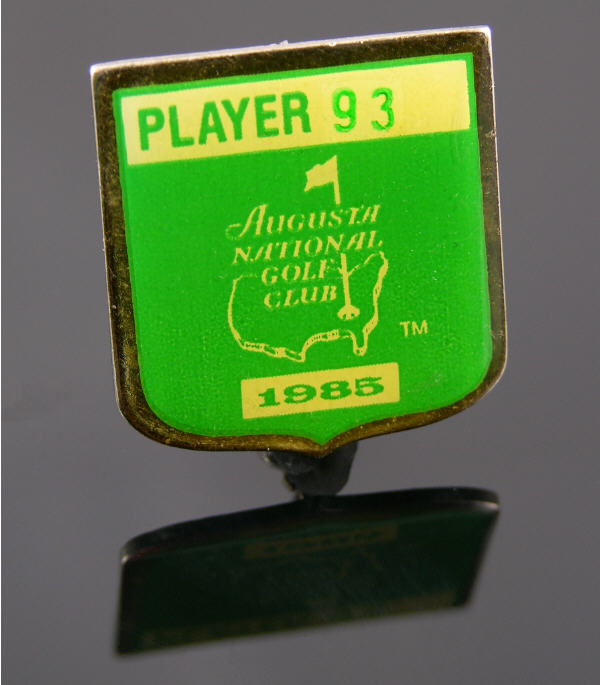 PLAYER 93
AUGUSTA
NATIONAL
GOLF
CLUB
TM
1985